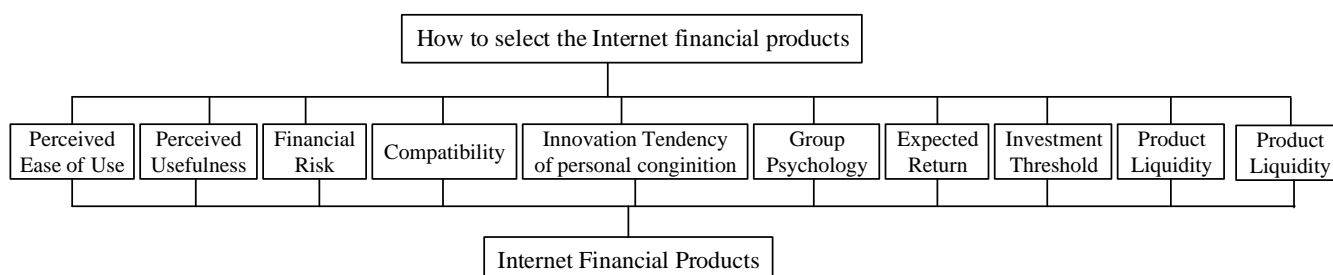 How to select the Internet financial products
Perceived
Ease of Use
Perceived
Usefulness
Financial
Risk
Compatibility
Innovation Tendency
of personal conginition
Group
Psychology
Expected
Return
Investment
Threshold
Product
Liquidity
Product
Liquidity
Internet Financial Products